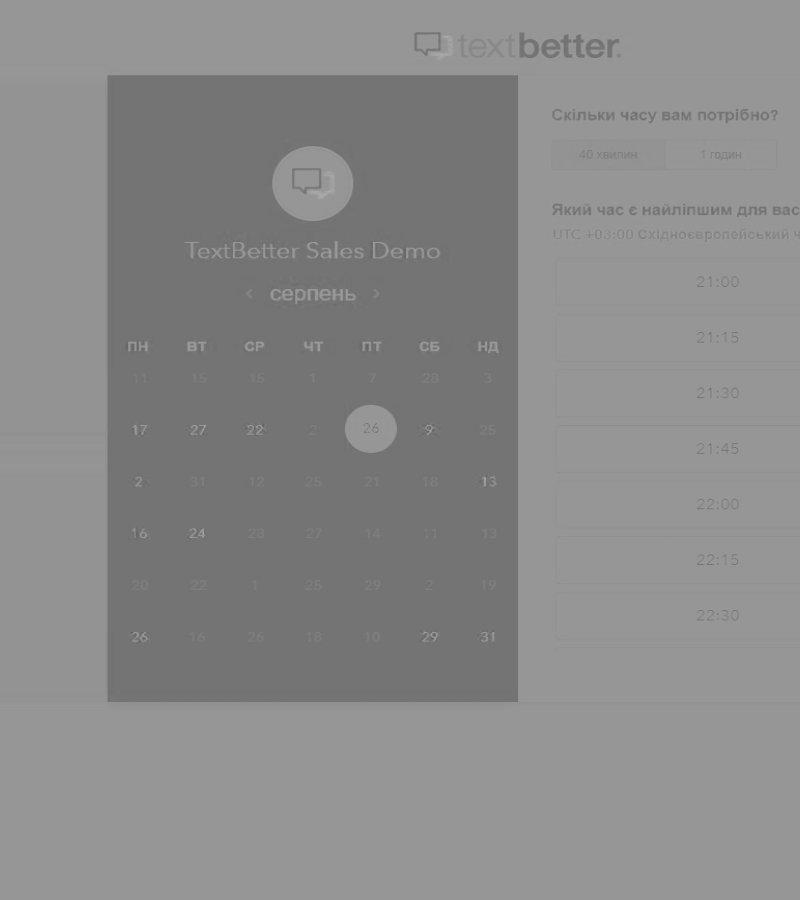 textbetter.
TextBetter Sales Demo
‹ серпень ›
ПН ВТ СР ЧТ ПТ СБ НД
11 15 15 1 7 28 3
17 27 22 2 26 9 25
2 31 12 25 21 18 13
16 24 28 27 14 11 13
20 22 1 25 29 2 19
26 16 26 18 10 29 31
Скільки часу вам потрібно?
40 хвилин 1 годин
Який час є найліпшим для вас
UTC +03:00 Східноєвропейський ч
21:00
21:15
21:30
21:45
22:00
22:15
22:30